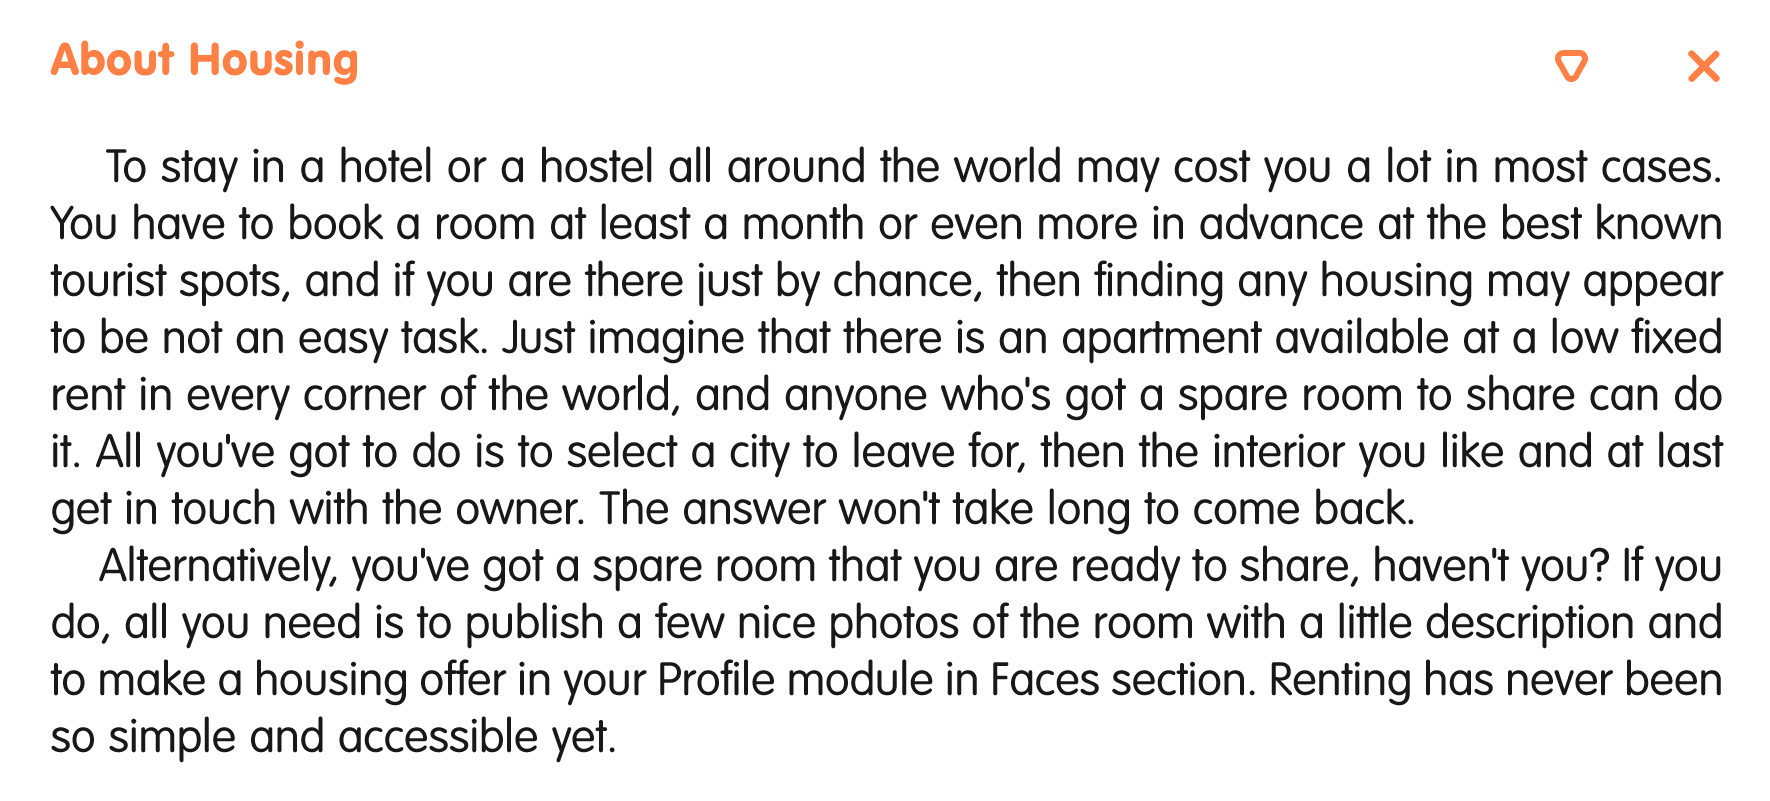 About Housing
To stay in a hotel or a hostel all around the world may cost you a lot in most cases.
You have to book a room at least a month or even more in advance at the best known
tourist spots, and if you are there just by chance, then finding any housing may appear
to be not an easy task. Just imagine that there is an apartment available at a low fixed
rent in every corner of the world, and anyone who's got a spare room to share can do
it. All you've got to do is to select a city to leave for, then the interior you like and at last
get in touch with the owner. The answer won't take long to come back.
Alternatively, you've got a spare room that you are ready to share, haven't you? If you
do, all you need is to publish a few nice photos of the room with a little description and
to make a housing offer in your Profile module in Faces section. Renting has never been
so simple and accessible yet.